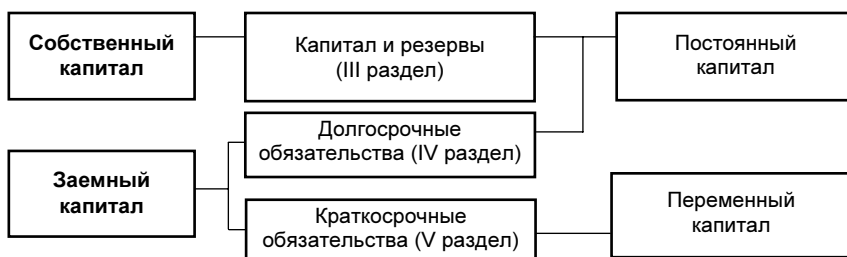 Собственный
капитал
Капитал и резервы
(III раздел)
Постоянный
капитал
Долгосрочные
обязательства (IV раздел)
Заемный
капитал
Краткосрочные
обязательства (V раздел)
Переменный
капитал